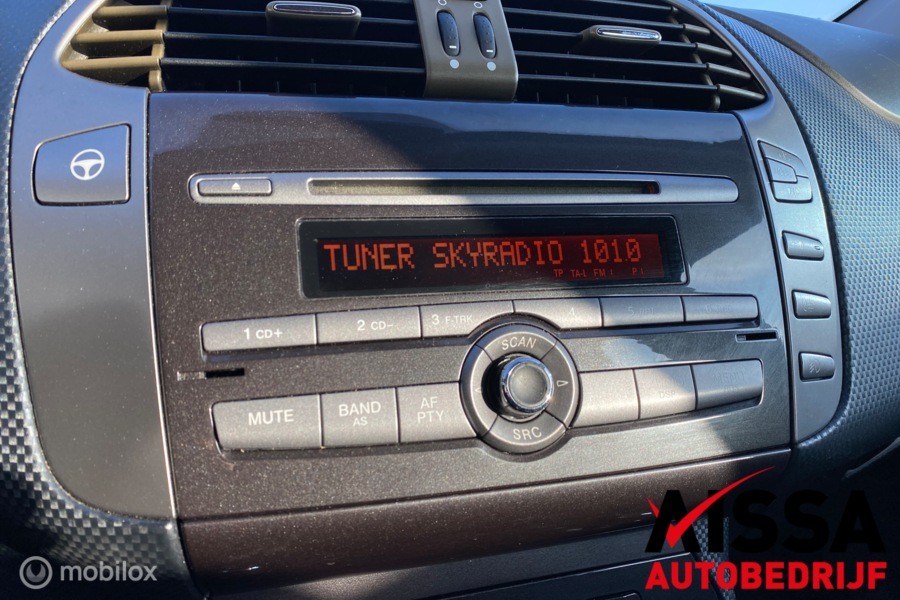 TUNER SKYRADIO 1010
TP TA-L FM I P I
1 CD+ 2 CD- 3 F-TRK 4
SCAN
MUTE BAND AS AF PTY
SRC
AISSA
AUTOBEDRIJF
mobilox